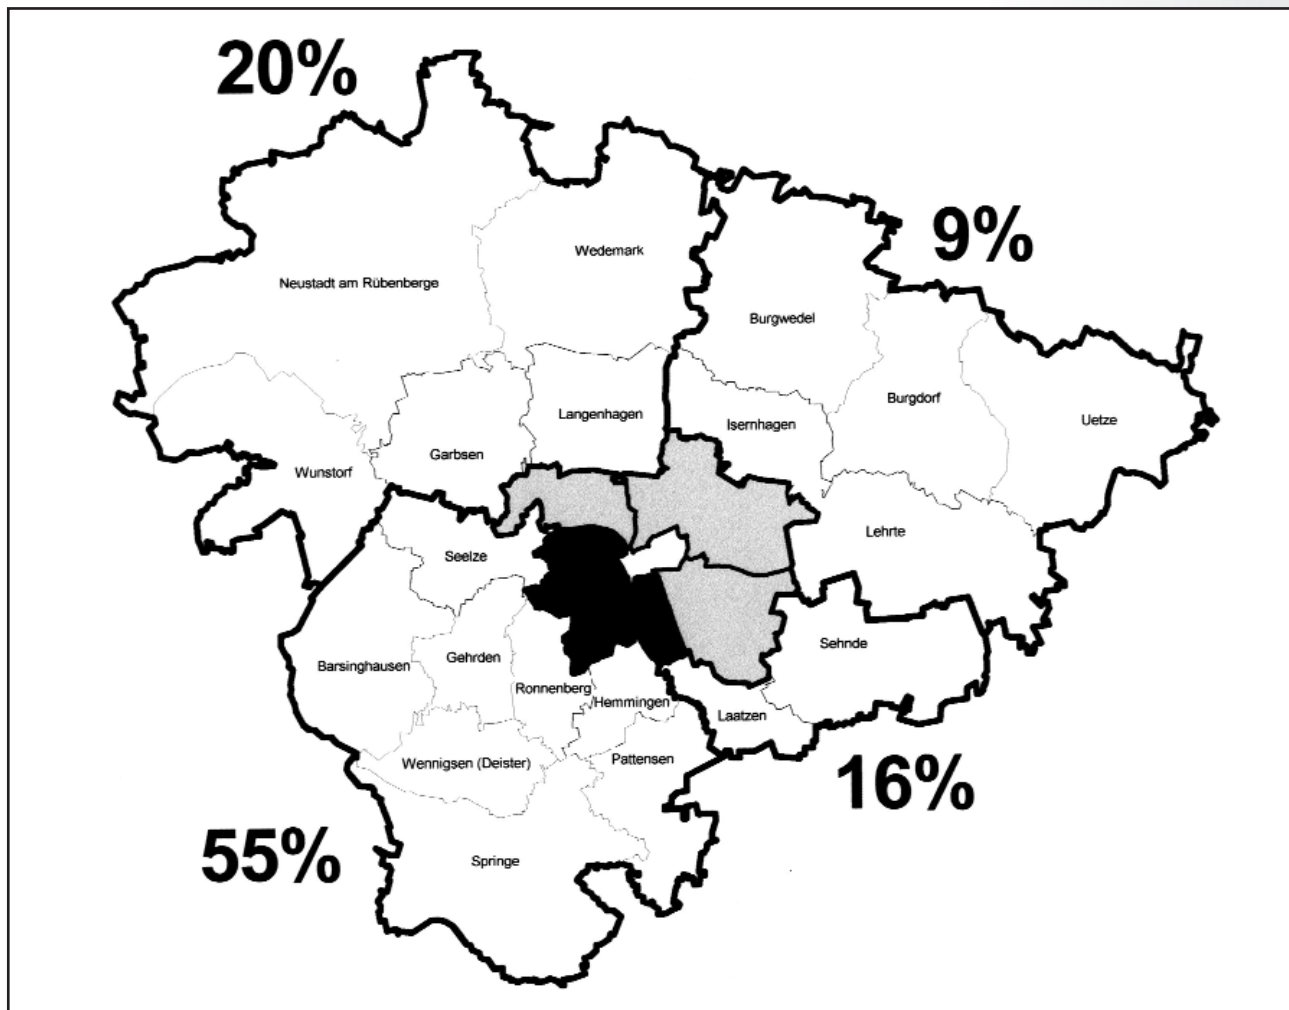 20%
9%
Wedemark
Neustadt am Rübenberge
Burgwedel
Burgdorf
Langenhagen
Uetze
Isernhagen
Garbsen
Wunstorf
Lehrte
Seelze
Sehnde
Gehrden
Barsinghausen
Ronnenberg
Hemmingen
Laatzen
Pattensen
Wennigsen (Deister)
16%
55%
Springe